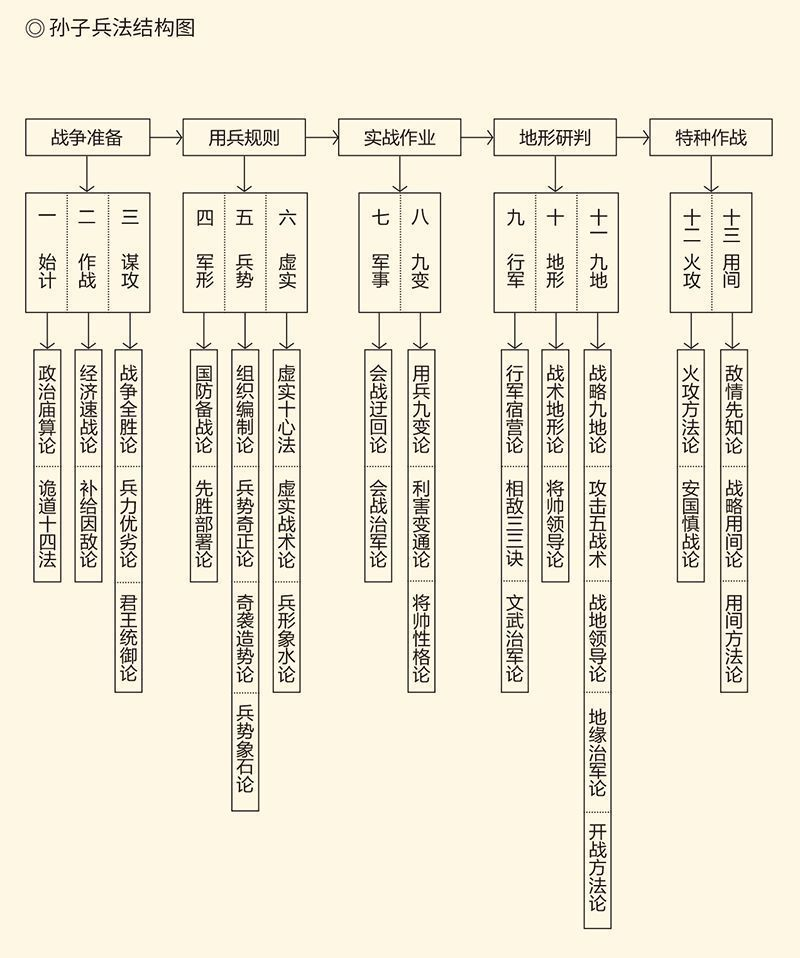 ◎ 孙子兵法结构图
战争准备
用兵规则
实战作业
地形研判
特种作战
一 始计
二 作战
三 谋攻
四 军形
五 兵势
六 虚实
七 军事
八 九变
九 行军
十 地形
十一 九地
十二 火攻
十三 用间
政治庙算论
诡道十四法
经济速战论
补给因敌论
战争全胜论
兵力优劣论
君王统御论
国防备战论
先胜部署论
组织编制论
兵势奇正论
奇袭造势论
兵势象石论
虚实十心法
虚实战术论
兵形象水论
会战迂回论
会战治军论
用兵九变论
利害变通论
将帅性格论
行军宿营论
相敌三三诀
文武治军论
战术地形论
将帅领导论
战略九地论
攻击五战术
战地领导论
地缘治军论
开战方法论
火攻方法论
安国慎战论
敌情先知论
战略用间论
用间方法论